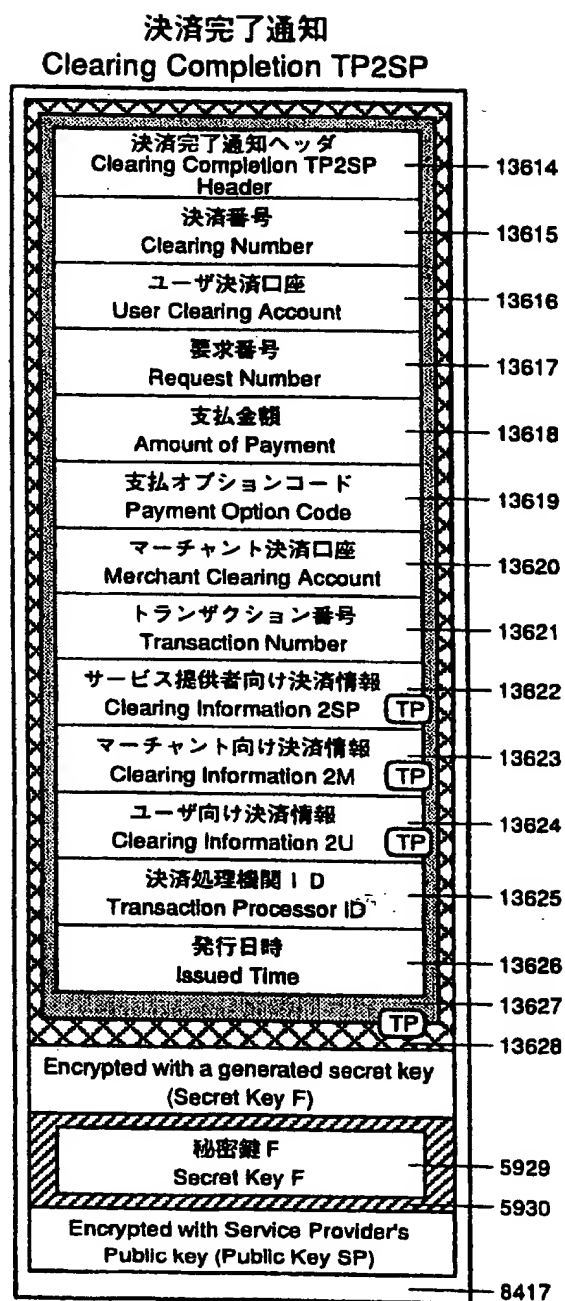 決済完了通知
Clearing Completion TP2SP
決済完了通知ヘッダ
Clearing Completion TP2SP
Header
13614
決済番号
Clearing Number
13615
ユーザ決済口座
User Clearing Account
13616
要求番号
Request Number
13617
支払金額
Amount of Payment
13618
支払オプションコード
Payment Option Code
13619
マーチャント決済口座
Merchant Clearing Account
13620
トランザクション番号
Transaction Number
13621
サービス提供者向け決済情報
Clearing Information 2SP
TP
13622
マーチャント向け決済情報
Clearing Information 2M
TP
13623
ユーザ向け決済情報
Clearing Information 2U
TP
13624
決済処理機関ID
Transaction Processor ID
13625
発行日時
Issued Time
13626
13627
TP
13628
Encrypted with a generated secret key
(Secret Key F)
秘密鍵F
Secret Key F
5929
5930
Encrypted with Service Provider's
Public key (Public Key SP)
8417